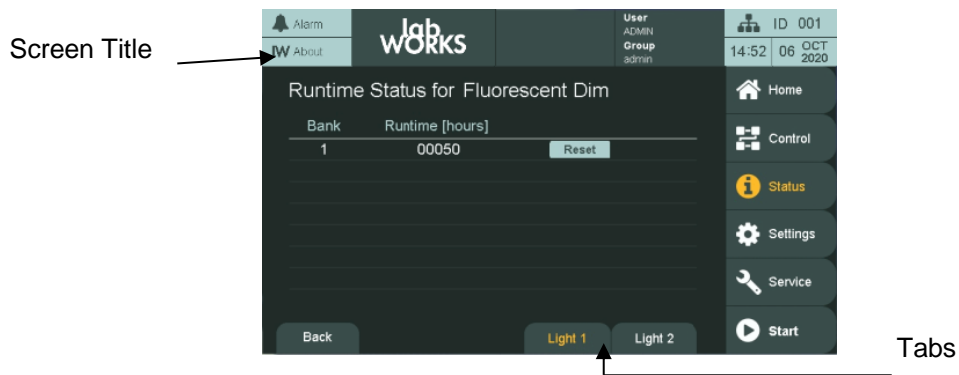 Screen Title
Alarm
lW About
lab
wORKS
User
ADMIN
Group
admin
ID 001
14:52 06 OCT 2020
Runtime Status for Fluorescent Dim
Bank Runtime [hours]
1 00050 Reset
Home
Control
Status
Settings
Service
Start
Back Light 1 Light 2
Tabs